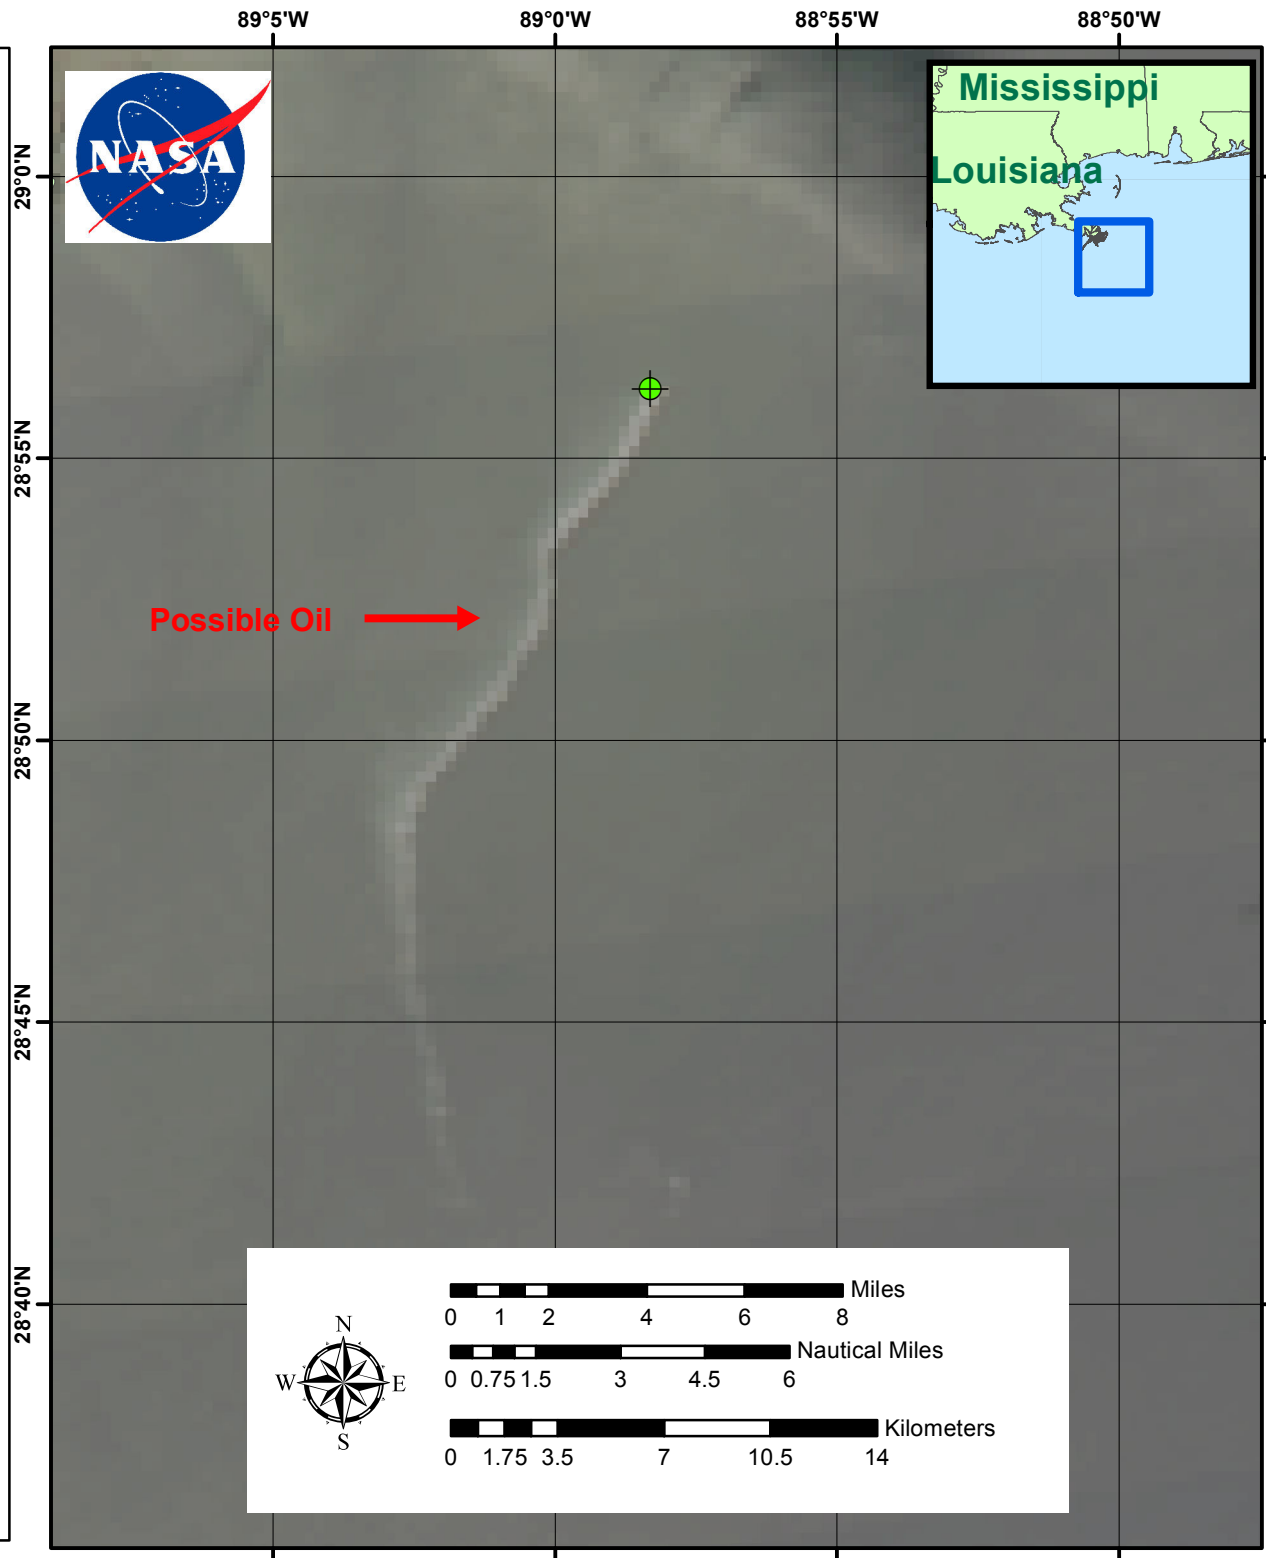 89°5'W 89°0'W 88°55'W 88°50'W
NASA
Mississippi
Louisiana
29°0'N
28°55'N
Possible Oil
28°50'N
28°45'N
28°40'N
N
W E
S
Miles
0 1 2 4 6 8
Nautical Miles
0 0.75 1.5 3 4.5 6
Kilometers
0 1.75 3.5 7 10.5 14